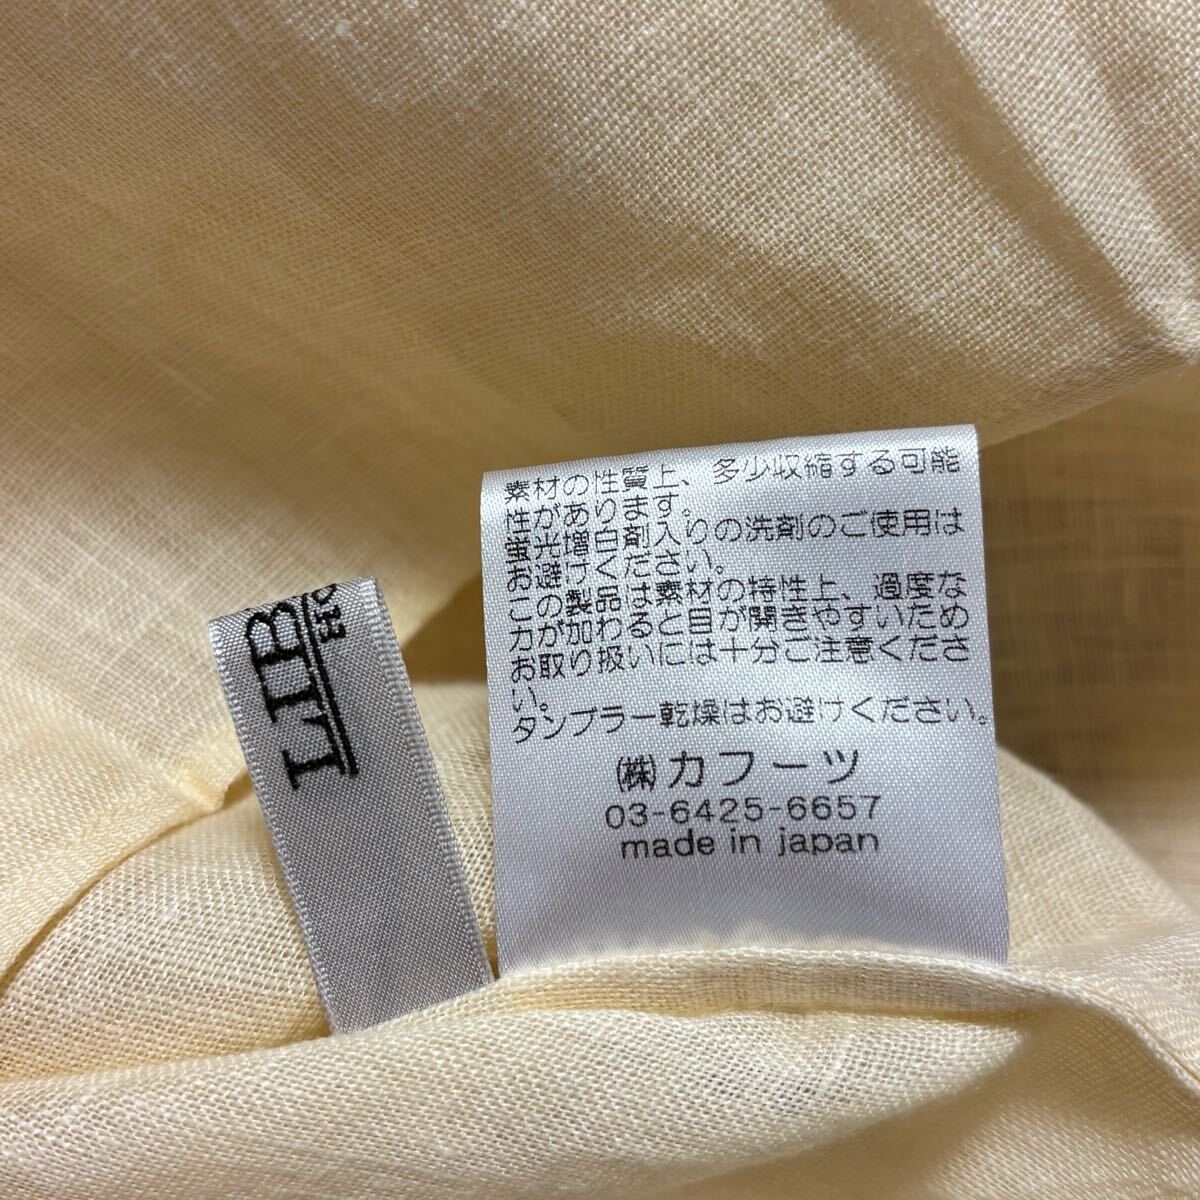 素材の性質上、多少収縮する可能
性があります。
蛍光増白剤入りの洗剤のご使用は
お避けください。
この製品は素材の特性上、過度な
力が加わると目が開きやすいため
お取り扱いには十分ご注意くださ
い。
タンブラー乾燥はお避けください。
㈱カフーツ
03-6425-6657
made in japan
LIB